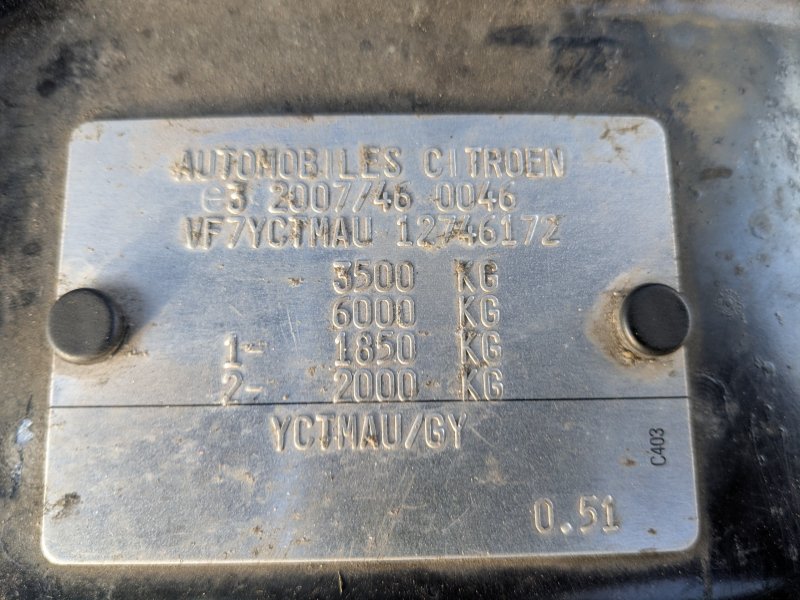 AUTOMOBILES CITROEN
e3 2007/46 0046
VF7YCTMAU 12746172
3500 KG
6000 KG
1- 1850 KG
2- 2000 KG
YCTMAU/GY
C403
0.51